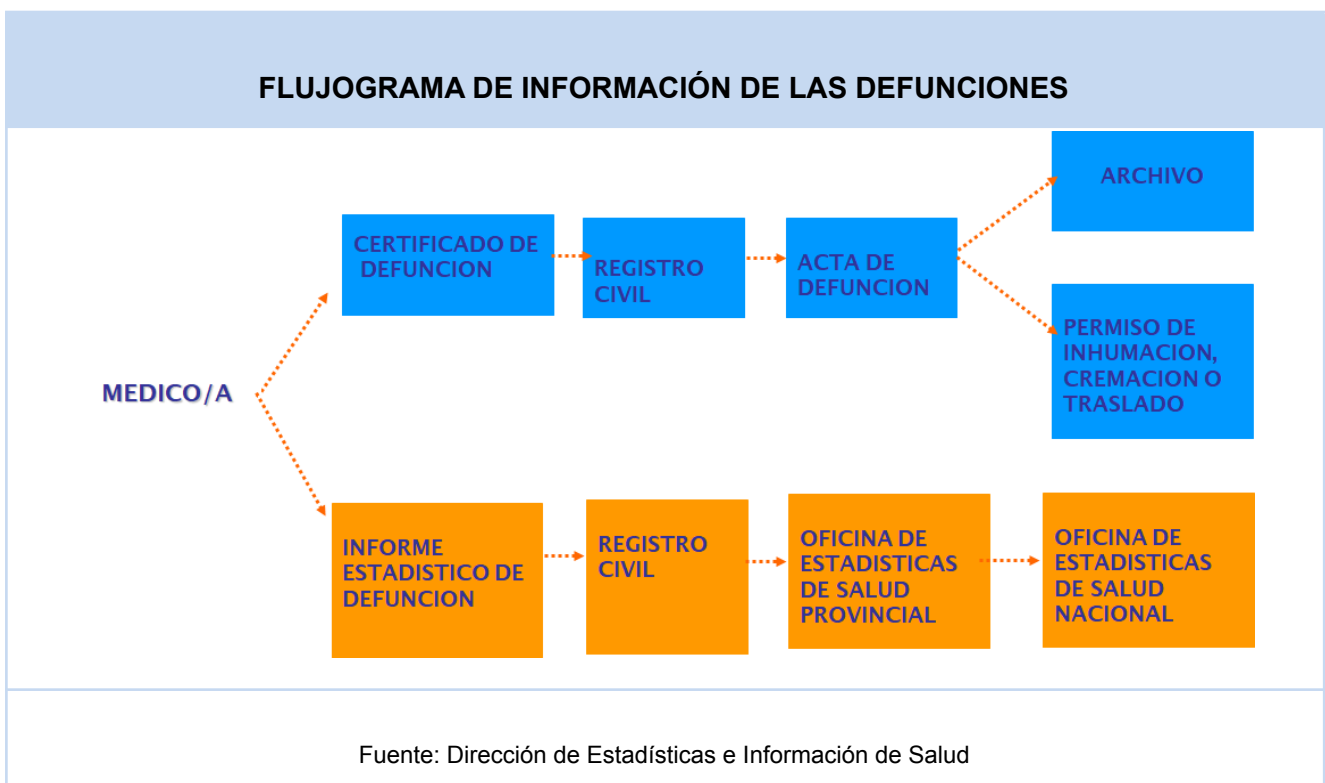 FLUJOGRAMA DE INFORMACIÓN DE LAS DEFUNCIONES
ARCHIVO
CERTIFICADO DE
DEFUNCION
REGISTRO
CIVIL
ACTA DE
DEFUNCION
PERMISO DE
INHUMACION,
CREMACION O
TRASLADO
MEDICO/A
INFORME
ESTADISTICO DE
DEFUNCION
REGISTRO
CIVIL
OFICINA DE
ESTADISTICAS
DE SALUD
PROVINCIAL
OFICINA DE
ESTADISTICAS
DE SALUD
NACIONAL
Fuente: Dirección de Estadísticas e Información de Salud